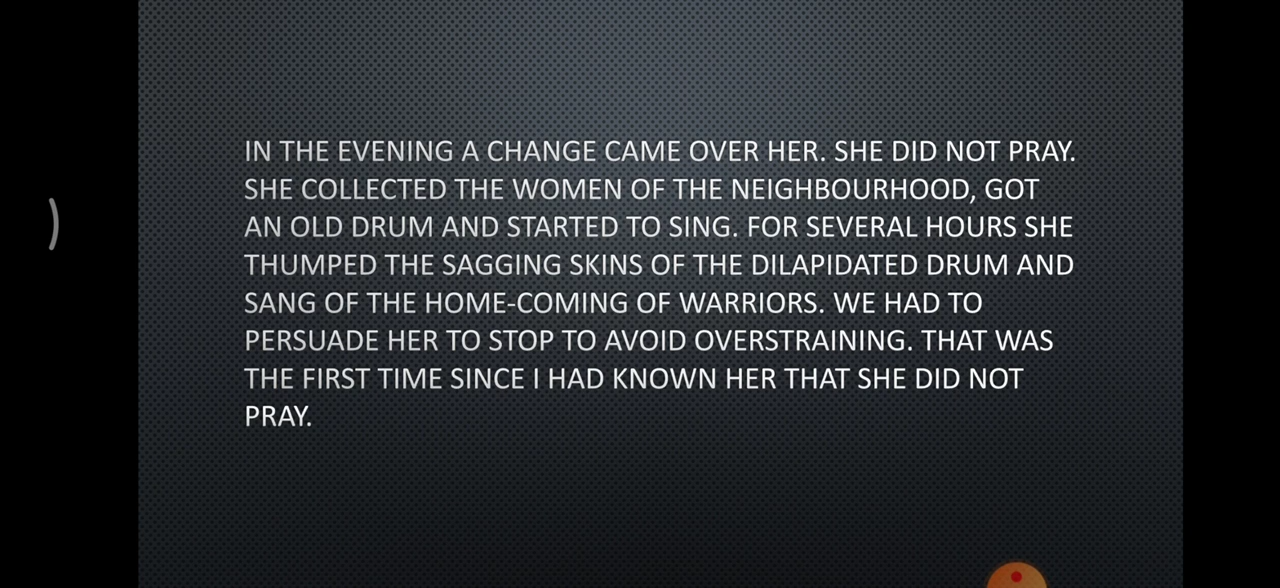 IN THE EVENING A CHANGE CAME OVER HER. SHE DID NOT PRAY.
SHE COLLECTED THE WOMEN OF THE NEIGHBOURHOOD, GOT
AN OLD DRUM AND STARTED TO SING. FOR SEVERAL HOURS SHE
THUMPED THE SAGGING SKINS OF THE DILAPIDATED DRUM AND
SANG OF THE HOME-COMING OF WARRIORS. WE HAD TO
PERSUADE HER TO STOP TO AVOID OVERSTRAINING. THAT WAS
THE FIRST TIME SINCE I HAD KNOWN HER THAT SHE DID NOT
PRAY.